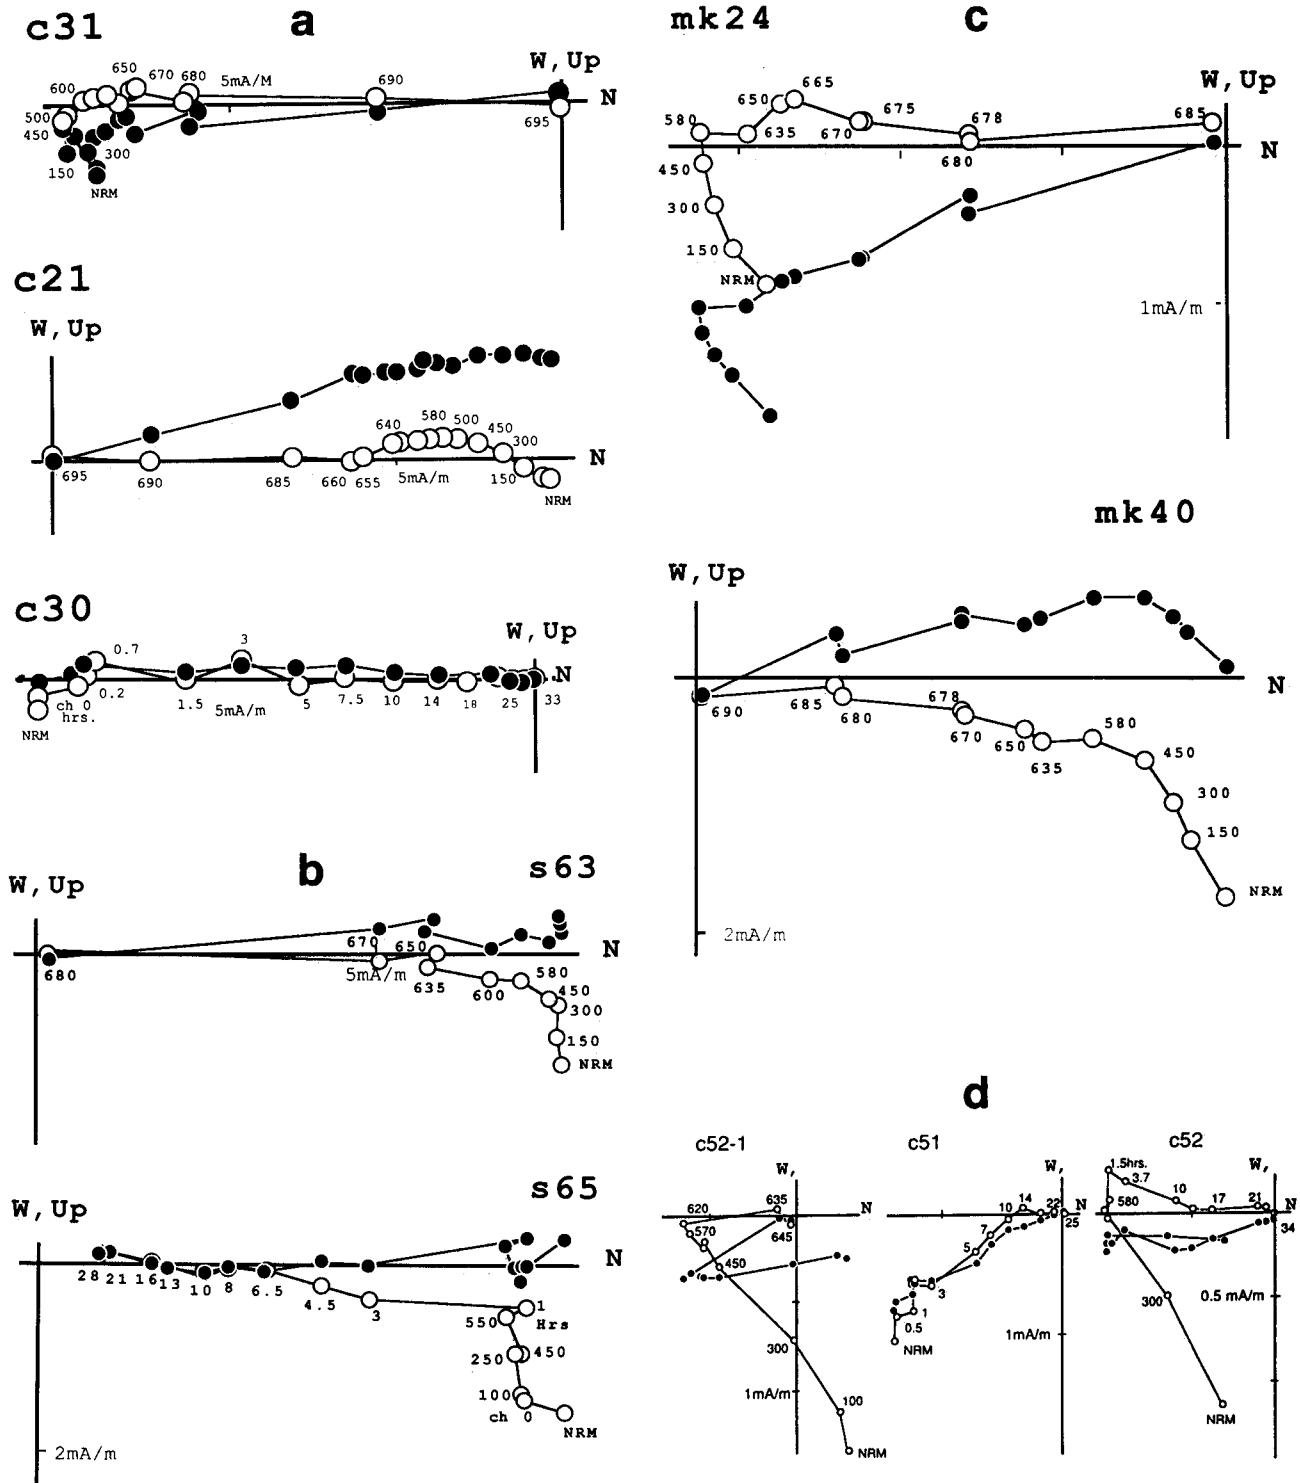 c31
a
W, Up
N
600
650
670
680
5mA/M
690
500
450
150
300
NRM
695
c21
W, Up
N
640
580
500
450
300
150
NRM
695
690
685
660
655
5mA/m
c30
W, Up
N
0.7
3
ch 0
hrs.
0.2
NRM
1.5
5mA/m
5
7.5
10
14
18
25
33
b
s63
W, Up
N
670
650
680
5mA/m
635
600
580
450
300
150
NRM
s65
W, Up
N
28
21
16
13
10
8
6.5
4.5
3
1
Hrs
550
250
450
100
ch 0
NRM
2mA/m
mk24
c
W, Up
N
580
650
665
635
670
675
678
680
685
450
300
150
NRM
1mA/m
mk40
W, Up
N
690
685
680
678
670
650
635
580
450
300
150
NRM
2mA/m
d
c52-1
W,
N
620
635
570
645
450
300
100
1mA/m
NRM
c51
W,
N
10
14
22
25
7
5
3
1
0.5
NRM
1mA/m
c52
W,
N
1.5hrs.
3.7
580
10
17
21
34
300
0.5 mA/m
NRM